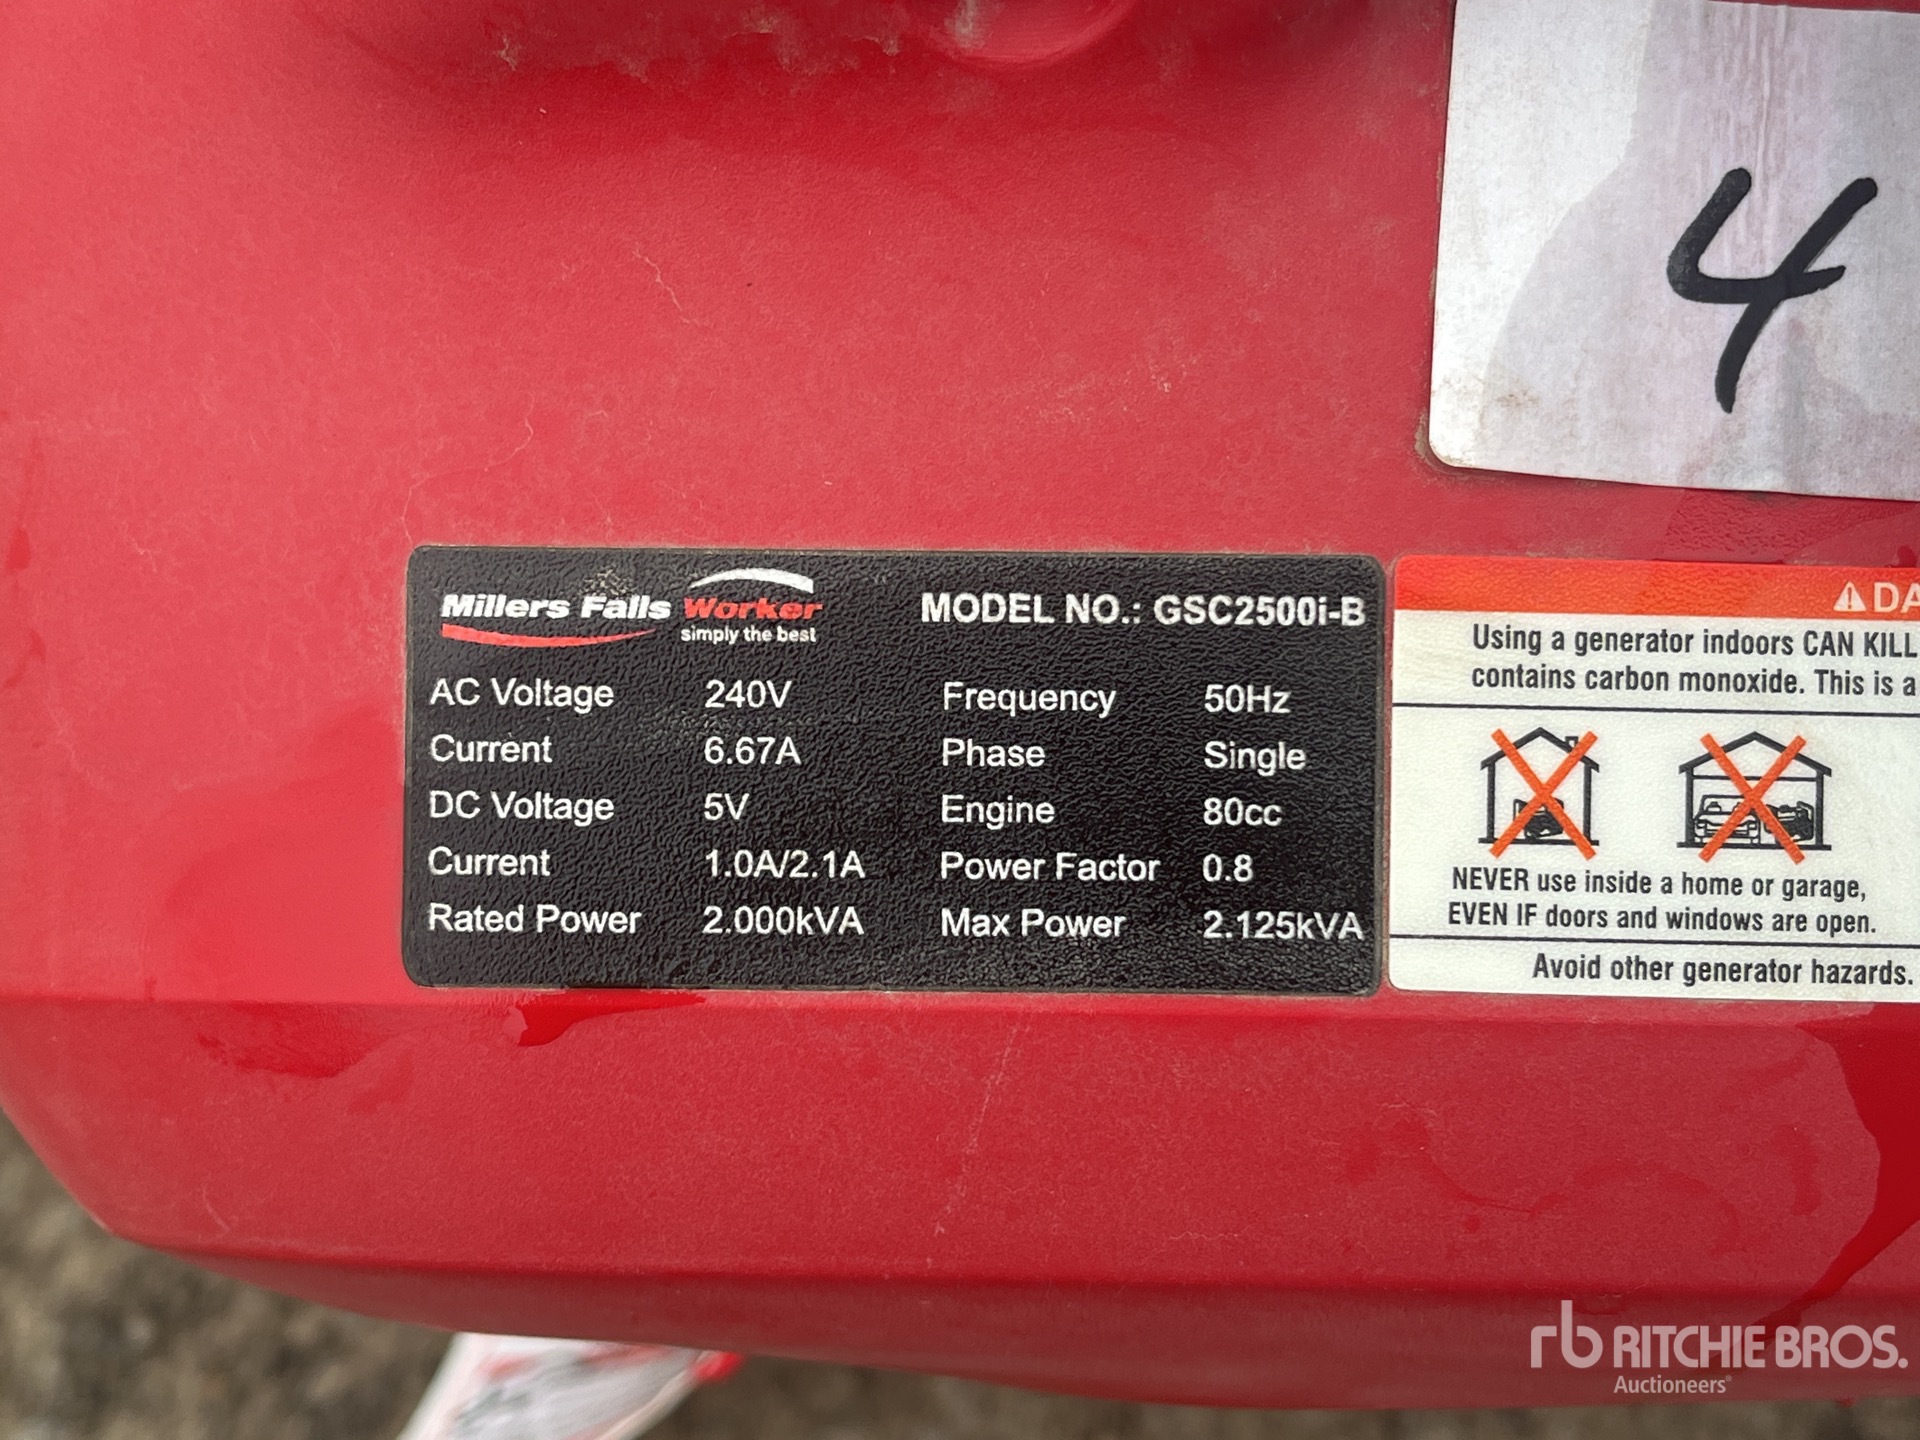 4
Millers Falls Worker
simply the best
MODEL NO.: GSC2500i-B
AC Voltage 240V Frequency 50Hz
Current 6.67A Phase Single
DC Voltage 5V Engine 80cc
Current 1.0A/2.1A Power Factor 0.8
Rated Power 2.000kVA Max Power 2.125kVA
DA
Using a generator indoors CAN KILL
contains carbon monoxide. This is a
NEVER use inside a home or garage,
EVEN IF doors and windows are open.
Avoid other generator hazards.
rb RITCHIE BROS.
Auctioneers